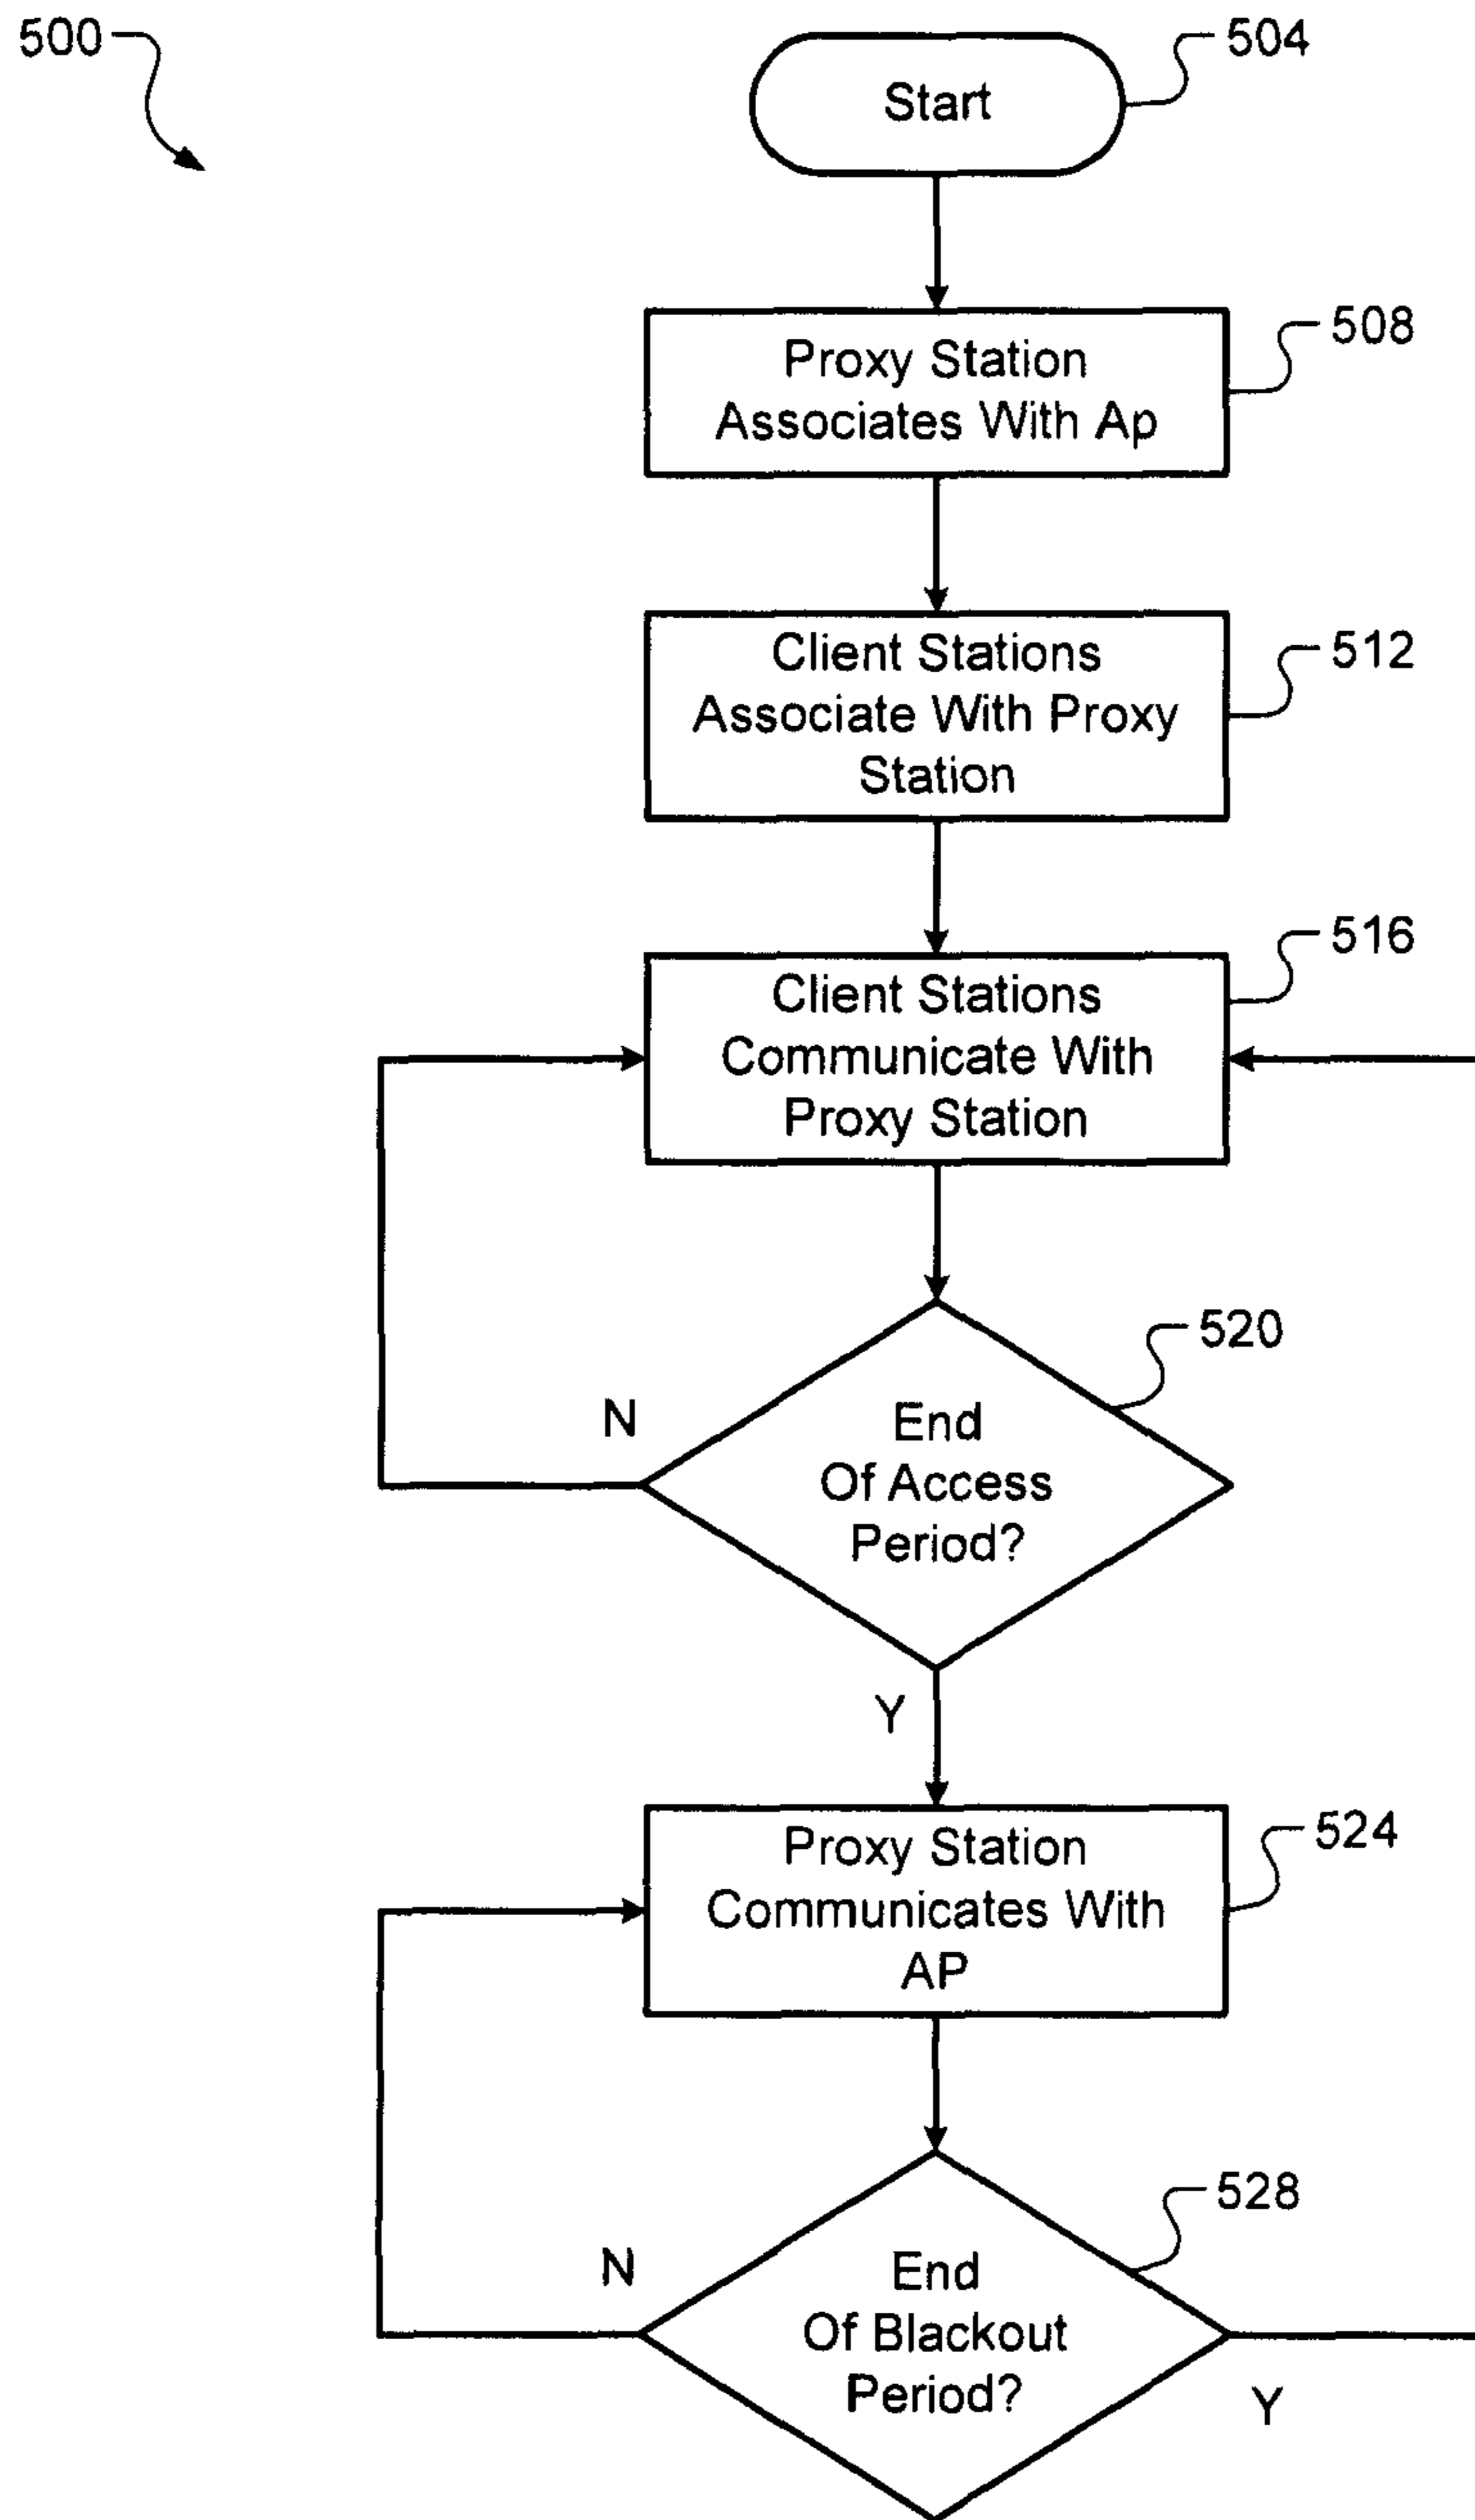 500
Start
504
Proxy Station
Associates With Ap
508
Client Stations
Associate With Proxy
Station
512
Client Stations
Communicate With
Proxy Station
516
End
Of Access
Period?
520
N
Y
Proxy Station
Communicates With
AP
524
End
Of Blackout
Period?
528
N
Y